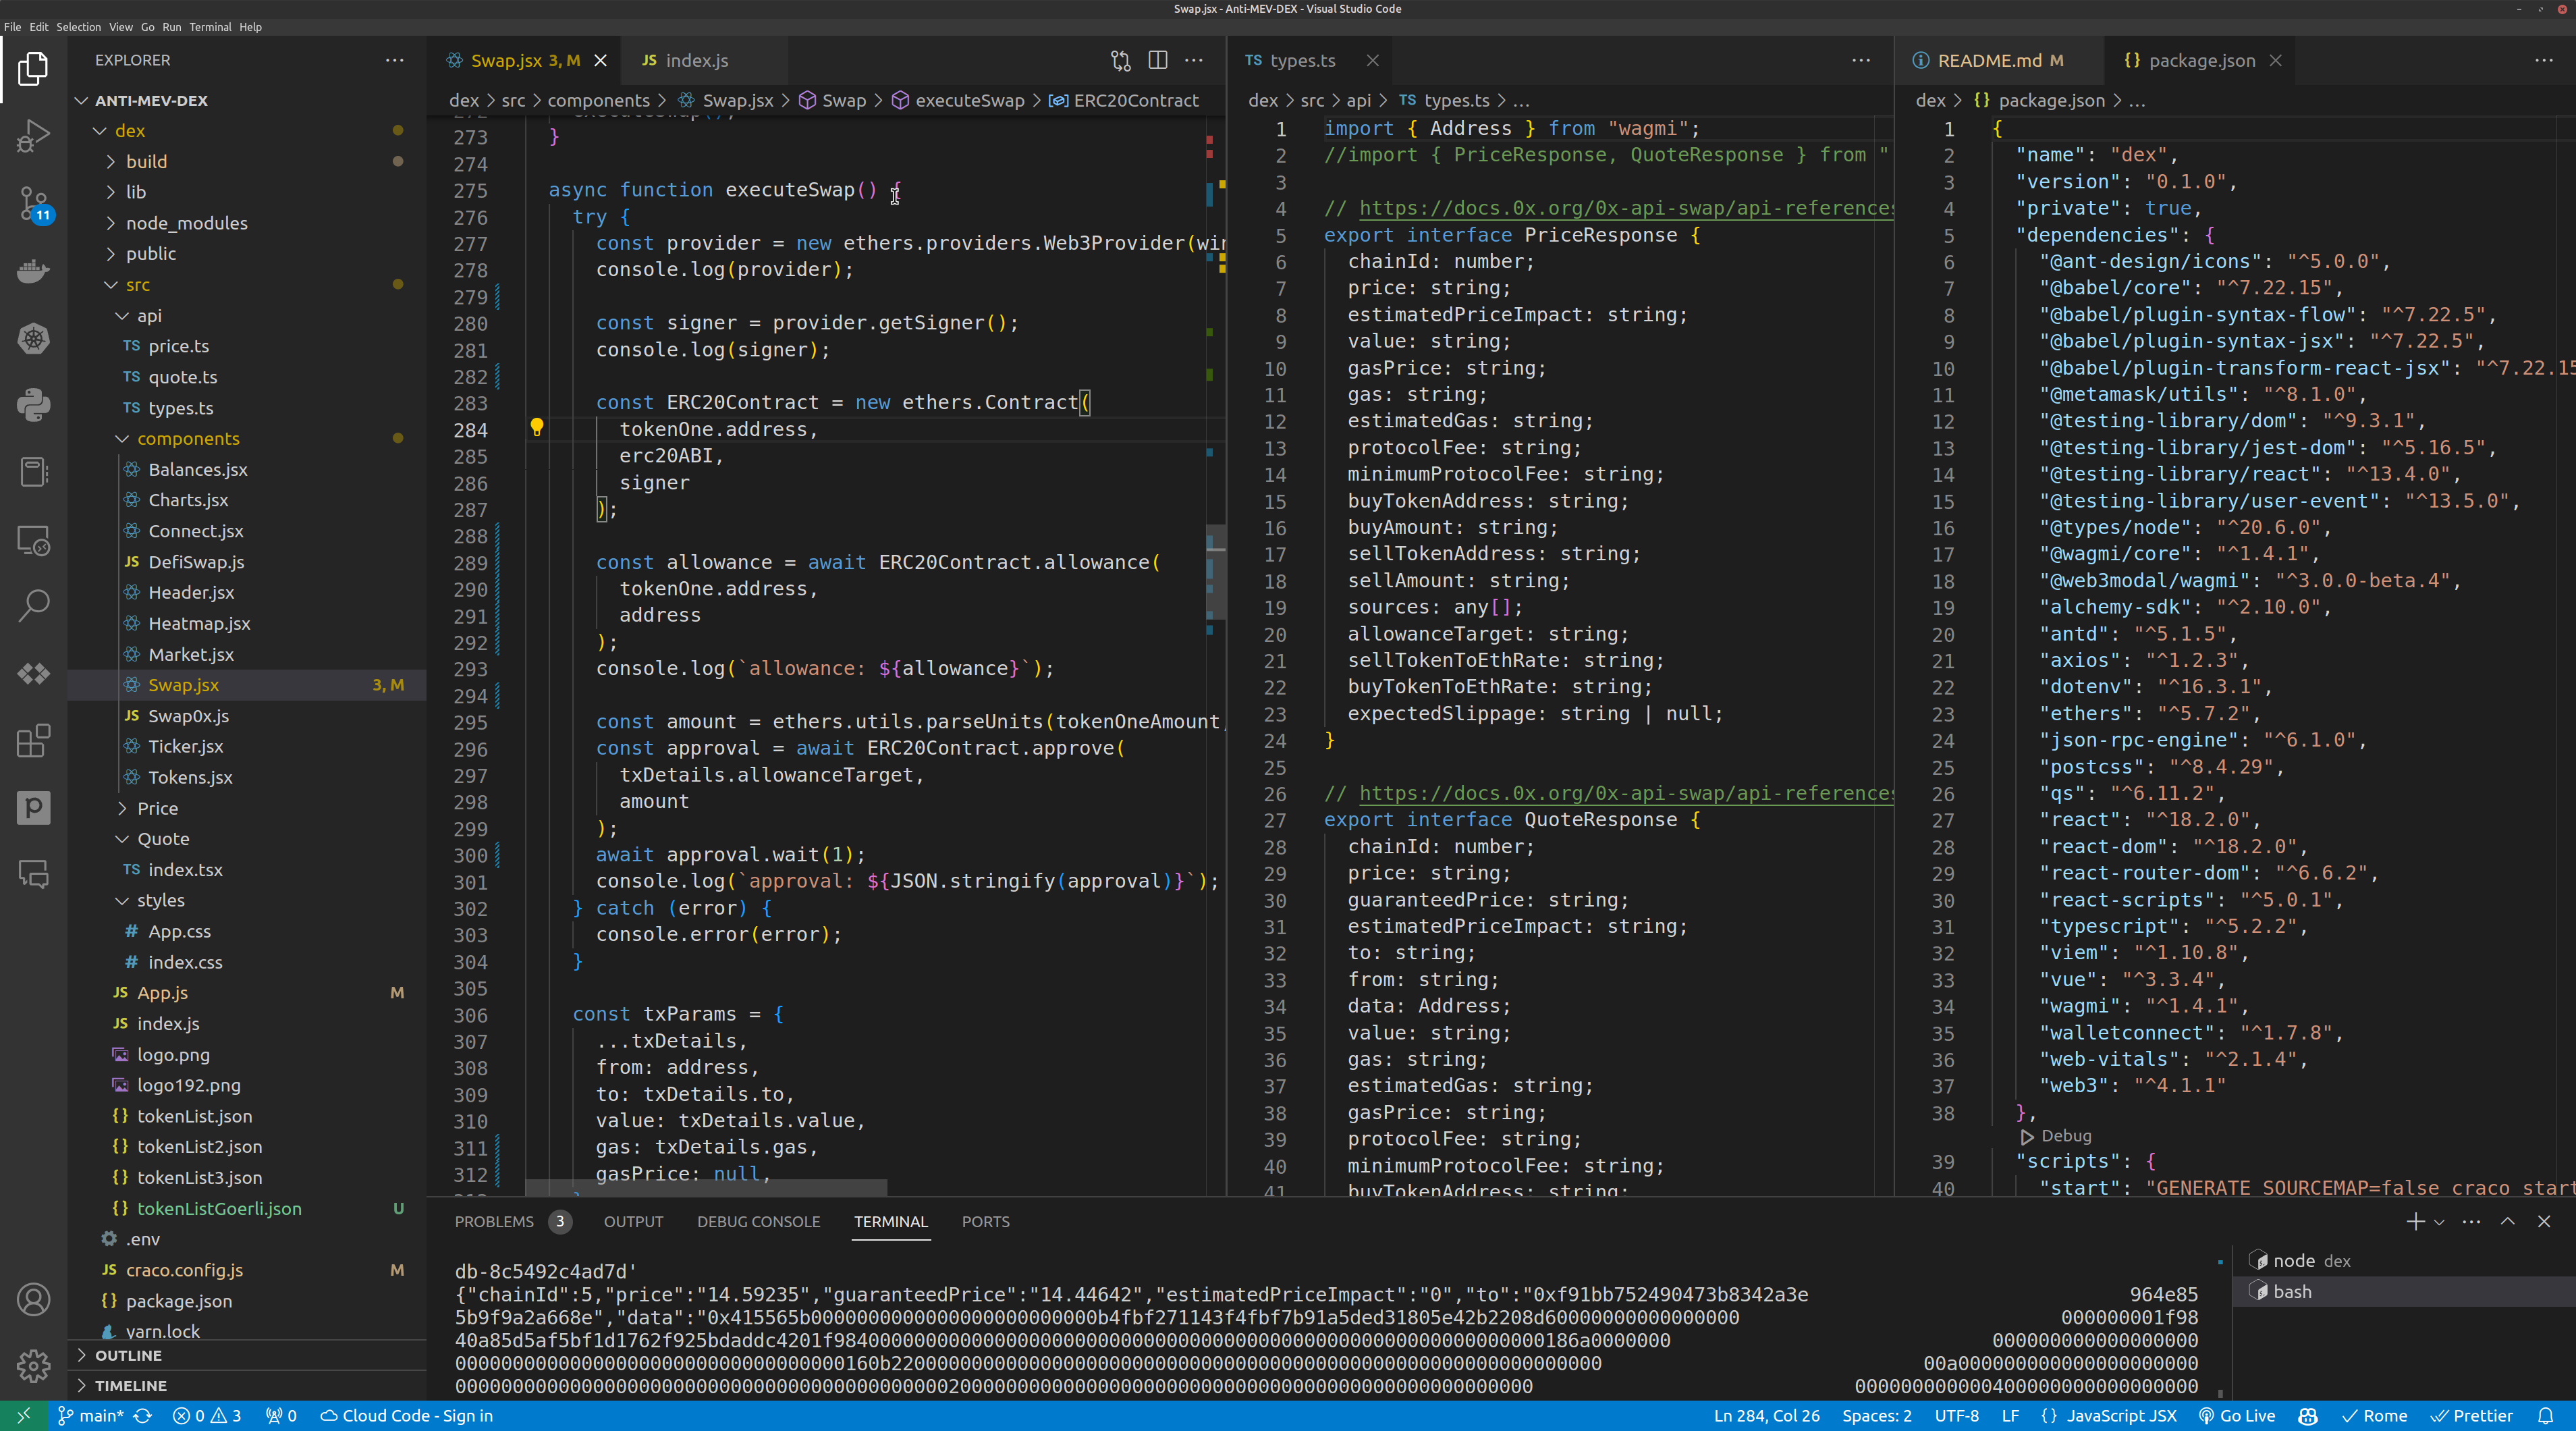 Swap.jsx - Anti-MEV-DEX - Visual Studio Code
File Edit Selection View Go Run Terminal Help
EXPLORER
ANTI-MEV-DEX
dex
build
lib
node_modules
public
src
api
TS price.ts
TS quote.ts
TS types.ts
components
Balances.jsx
Charts.jsx
Connect.jsx
JS DefiSwap.js
Header.jsx
Heatmap.jsx
Market.jsx
Swap.jsx 3, M
JS Swap0x.js
Ticker.jsx
Tokens.jsx
Price
Quote
TS index.tsx
styles
# App.css
# index.css
JS App.js M
JS index.js
logo.png
logo192.png
{} tokenList.json
{} tokenList2.json
{} tokenList3.json
{} tokenListGoerli.json U
.env
JS craco.config.js M
{} package.json
yarn.lock
OUTLINE
TIMELINE
11
Swap.jsx 3, M
JS index.js
dex > src > components > Swap.jsx > Swap > executeSwap > ERC20Contract
273 }
274
275 async function executeSwap() {
276 try {
277 const provider = new ethers.providers.Web3Provider(win
278 console.log(provider);
279
280 const signer = provider.getSigner();
281 console.log(signer);
282
283 const ERC20Contract = new ethers.Contract(
284 tokenOne.address,
285 erc20ABI,
286 signer
287 );
288
289 const allowance = await ERC20Contract.allowance(
290 tokenOne.address,
291 address
292 );
293 console.log(`allowance: ${allowance}`);
294
295 const amount = ethers.utils.parseUnits(tokenOneAmount,
296 const approval = await ERC20Contract.approve(
297 txDetails.allowanceTarget,
298 amount
299 );
300 await approval.wait(1);
301 console.log(`approval: ${JSON.stringify(approval)}`);
302 } catch (error) {
303 console.error(error);
304 }
305
306 const txParams = {
307 ...txDetails,
308 from: address,
309 to: txDetails.to,
310 value: txDetails.value,
311 gas: txDetails.gas,
312 gasPrice: null,
TS types.ts
dex > src > api > TS types.ts > ...
1 import { Address } from "wagmi";
2 //import { PriceResponse, QuoteResponse } from "
3
4 // https://docs.0x.org/0x-api-swap/api-references
5 export interface PriceResponse {
6 chainId: number;
7 price: string;
8 estimatedPriceImpact: string;
9 value: string;
10 gasPrice: string;
11 gas: string;
12 estimatedGas: string;
13 protocolFee: string;
14 minimumProtocolFee: string;
15 buyTokenAddress: string;
16 buyAmount: string;
17 sellTokenAddress: string;
18 sellAmount: string;
19 sources: any[];
20 allowanceTarget: string;
21 sellTokenToEthRate: string;
22 buyTokenToEthRate: string;
23 expectedSlippage: string | null;
24 }
25
26 // https://docs.0x.org/0x-api-swap/api-references
27 export interface QuoteResponse {
28 chainId: number;
29 price: string;
30 guaranteedPrice: string;
31 estimatedPriceImpact: string;
32 to: string;
33 from: string;
34 data: Address;
35 value: string;
36 gas: string;
37 estimatedGas: string;
38 gasPrice: string;
39 protocolFee: string;
40 minimumProtocolFee: string;
41 buyTokenAddress: string;
README.md M
{} package.json
dex > {} package.json > ...
1 {
2 "name": "dex",
3 "version": "0.1.0",
4 "private": true,
5 "dependencies": {
6 "@ant-design/icons": "^5.0.0",
7 "@babel/core": "^7.22.15",
8 "@babel/plugin-syntax-flow": "^7.22.5",
9 "@babel/plugin-syntax-jsx": "^7.22.5",
10 "@babel/plugin-transform-react-jsx": "^7.22.15
11 "@metamask/utils": "^8.1.0",
12 "@testing-library/dom": "^9.3.1",
13 "@testing-library/jest-dom": "^5.16.5",
14 "@testing-library/react": "^13.4.0",
15 "@testing-library/user-event": "^13.5.0",
16 "@types/node": "^20.6.0",
17 "@wagmi/core": "^1.4.1",
18 "@web3modal/wagmi": "^3.0.0-beta.4",
19 "alchemy-sdk": "^2.10.0",
20 "antd": "^5.1.5",
21 "axios": "^1.2.3",
22 "dotenv": "^16.3.1",
23 "ethers": "^5.7.2",
24 "json-rpc-engine": "^6.1.0",
25 "postcss": "^8.4.29",
26 "qs": "^6.11.2",
27 "react": "^18.2.0",
28 "react-dom": "^18.2.0",
29 "react-router-dom": "^6.6.2",
30 "react-scripts": "^5.0.1",
31 "typescript": "^5.2.2",
32 "viem": "^1.10.8",
33 "vue": "^3.3.4",
34 "wagmi": "^1.4.1",
35 "walletconnect": "^1.7.8",
36 "web-vitals": "^2.1.4",
37 "web3": "^4.1.1"
38 },
Debug
39 "scripts": {
40 "start": "GENERATE_SOURCEMAP=false craco start
PROBLEMS 3 OUTPUT DEBUG CONSOLE TERMINAL PORTS
db-8c5492c4ad7d'
{"chainId":5,"price":"14.59235","guaranteedPrice":"14.44642","estimatedPriceImpact":"0","to":"0xf91bb752490473b8342a3e 964e85
node dex
bash
main* 0 3 0 Cloud Code - Sign in Ln 284, Col 26 Spaces: 2 UTF-8 LF {} JavaScript JSX Go Live Rome Prettier